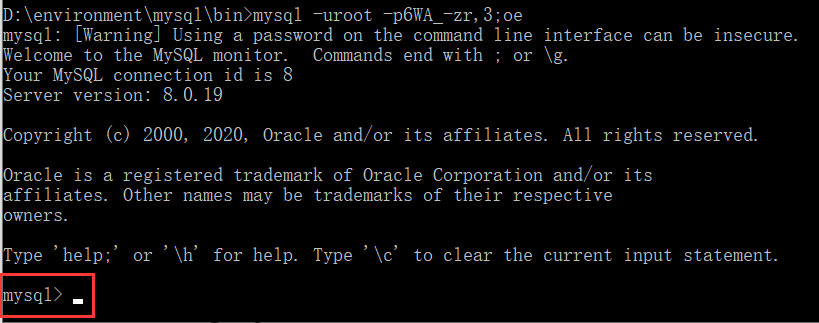 D:\environment\mysql\bin>mysql -uroot -p6WA_-zr,3;oe
mysql: [Warning] Using a password on the command line interface can be insecure.
Welcome to the MySQL monitor.  Commands end with ; or \g.
Your MySQL connection id is 8
Server version: 8.0.19
Copyright (c) 2000, 2020, Oracle and/or its affiliates. All rights reserved.
Oracle is a registered trademark of Oracle Corporation and/or its
affiliates. Other names may be trademarks of their respective
owners.
Type 'help;' or '\h' for help. Type '\c' to clear the current input statement.
mysql> _